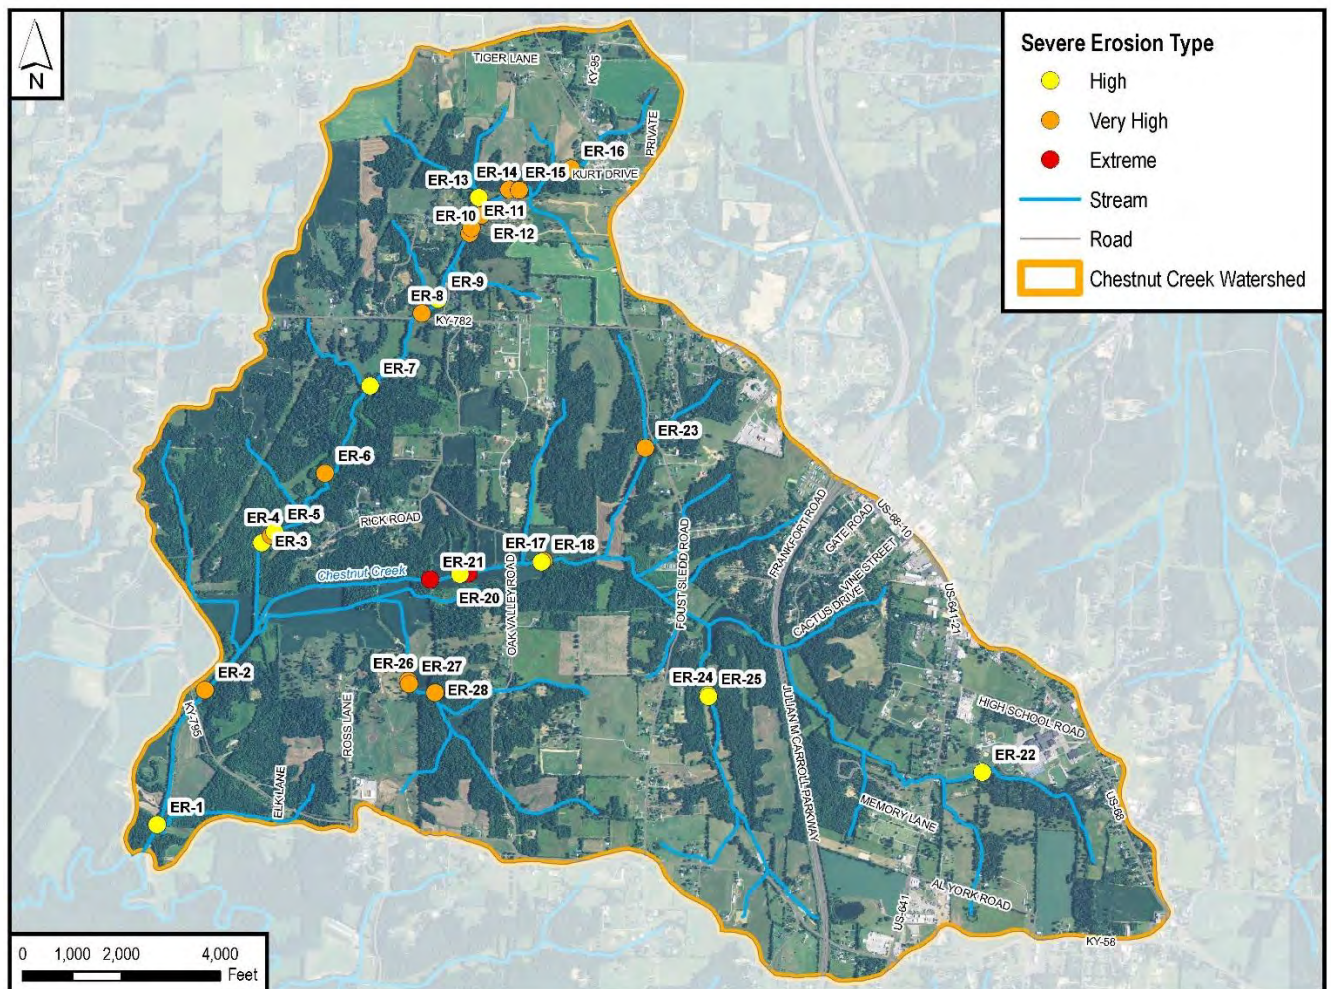 N
TIGER LANE
KY-95
PRIVATE
ER-16
KURT DRIVE
ER-14
ER-15
ER-13
ER-11
ER-10
ER-12
ER-9
ER-8
KY-782
ER-7
ER-23
ER-6
ER-5
ER-4
ER-3
RICK ROAD
Chestnut Creek
ER-17
ER-18
ER-21
ER-20
OAK VALLEY ROAD
FOUST SLEDD ROAD
FRANKFORT ROAD
GATE ROAD
VINE STREET
CACTUS DRIVE
US-68-10
US-641-21
ER-26
ER-27
ER-28
ER-24
ER-25
ER-2
KY-795
ROSS LANE
ELK LANE
ER-1
JULIAN M CARROLL PARKWAY
HIGH SCHOOL ROAD
ER-22
MEMORY LANE
US-68
AL YORK ROAD
US-641
KY-58
Severe Erosion Type
High
Very High
Extreme
Stream
Road
Chestnut Creek Watershed
0 1,000 2,000 4,000
Feet